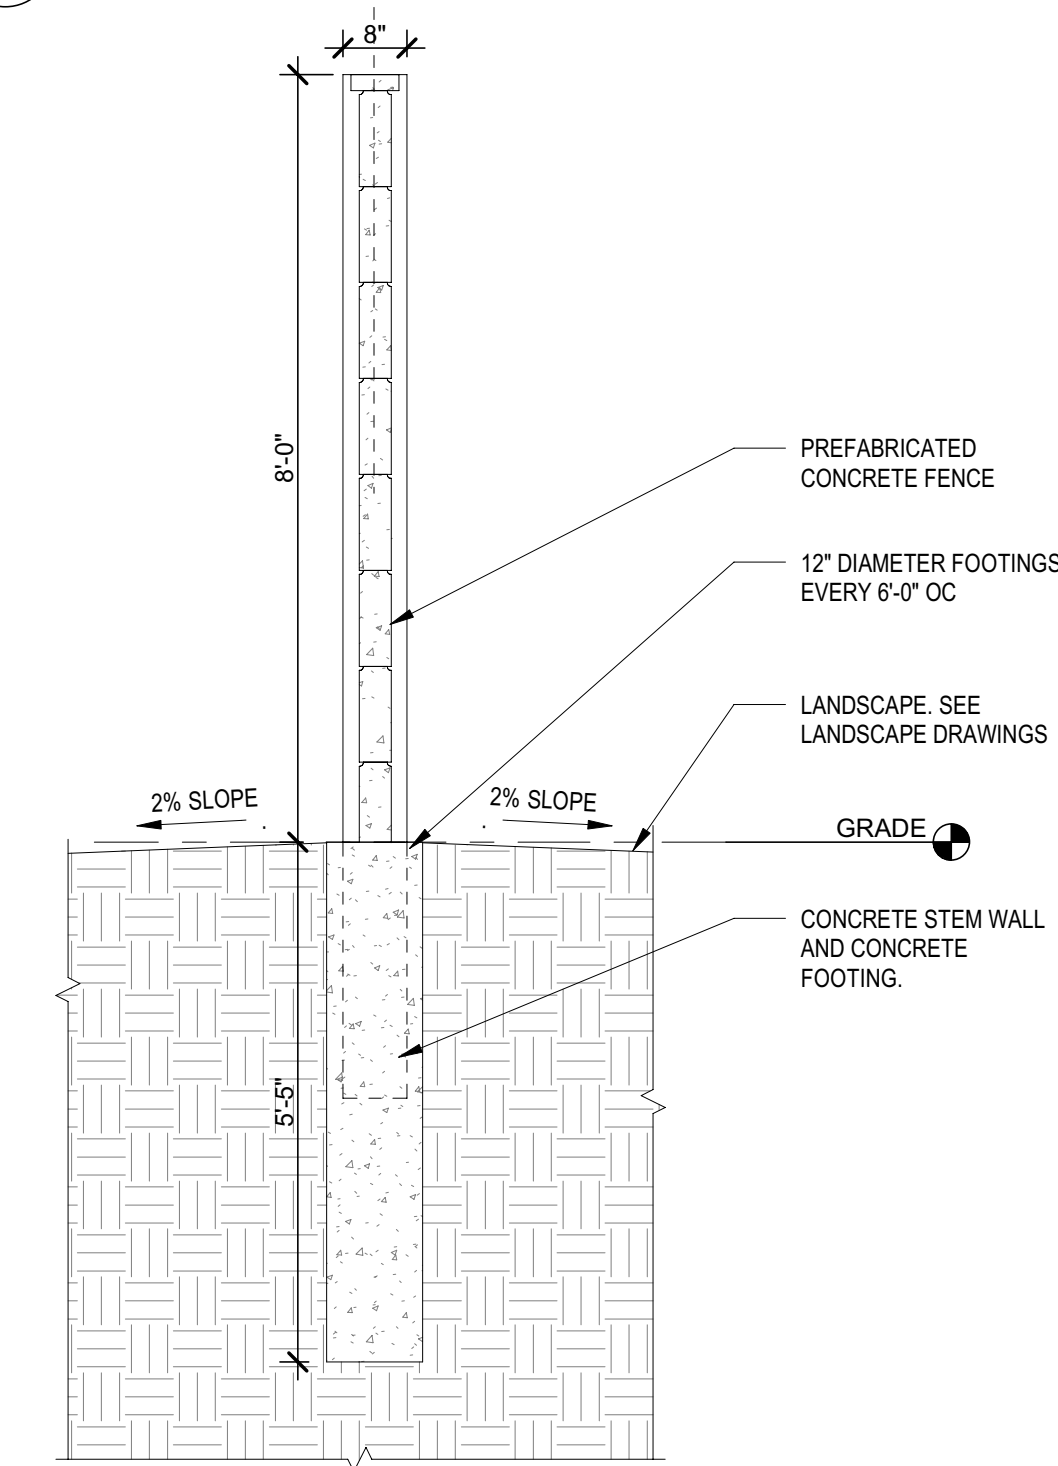 8"
8'-0"
PREFABRICATED
CONCRETE FENCE
12" DIAMETER FOOTINGS
EVERY 6'-0" OC
LANDSCAPE. SEE
LANDSCAPE DRAWINGS
2% SLOPE
2% SLOPE
GRADE
CONCRETE STEM WALL
AND CONCRETE
FOOTING.
5'-5"